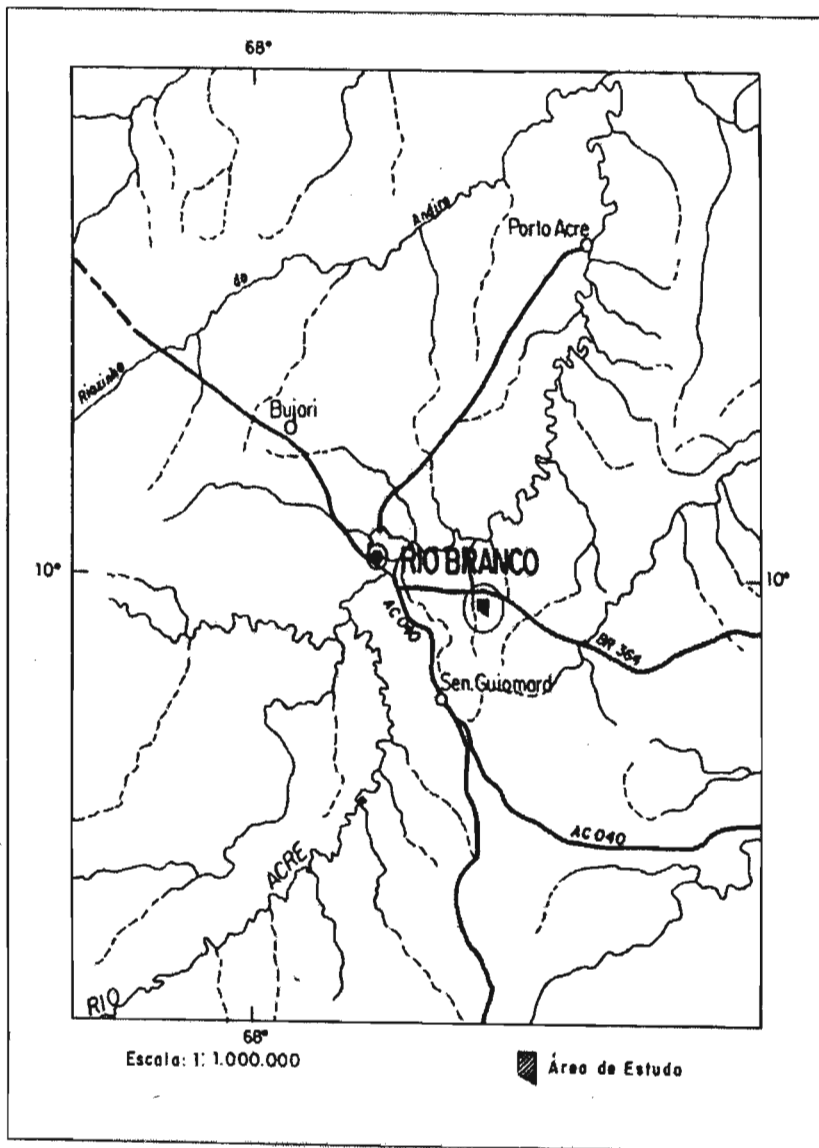 68°
Andira
Porto Acre
do
Riozinho
Bujari
RIO BRANCO
10°
10°
AC 040
BR 364
Sen. Guiomard
AC 040
RIO ACRE
68°
Escala: 1: 1.000.000
Área de Estudo